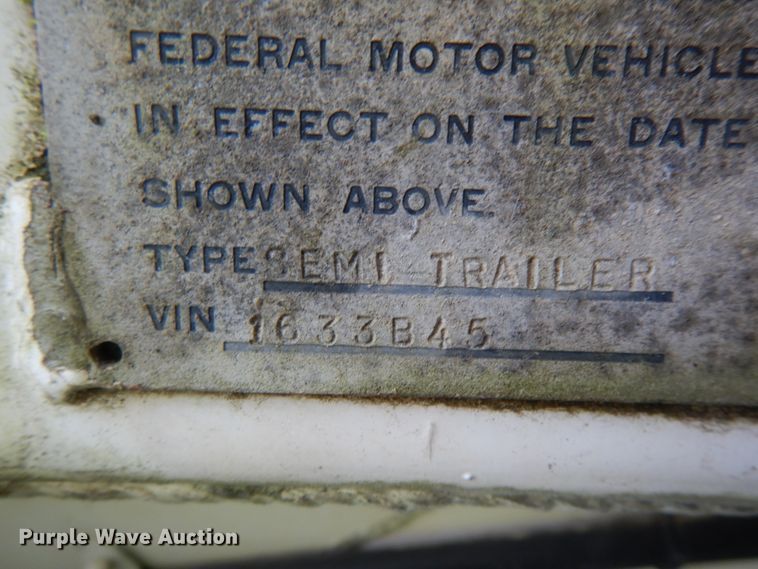 FEDERAL MOTOR VEHICLE
IN EFFECT ON THE DATE
SHOWN ABOVE.
TYPE SEMI TRAILER
VIN 1633B45
Purple Wave Auction